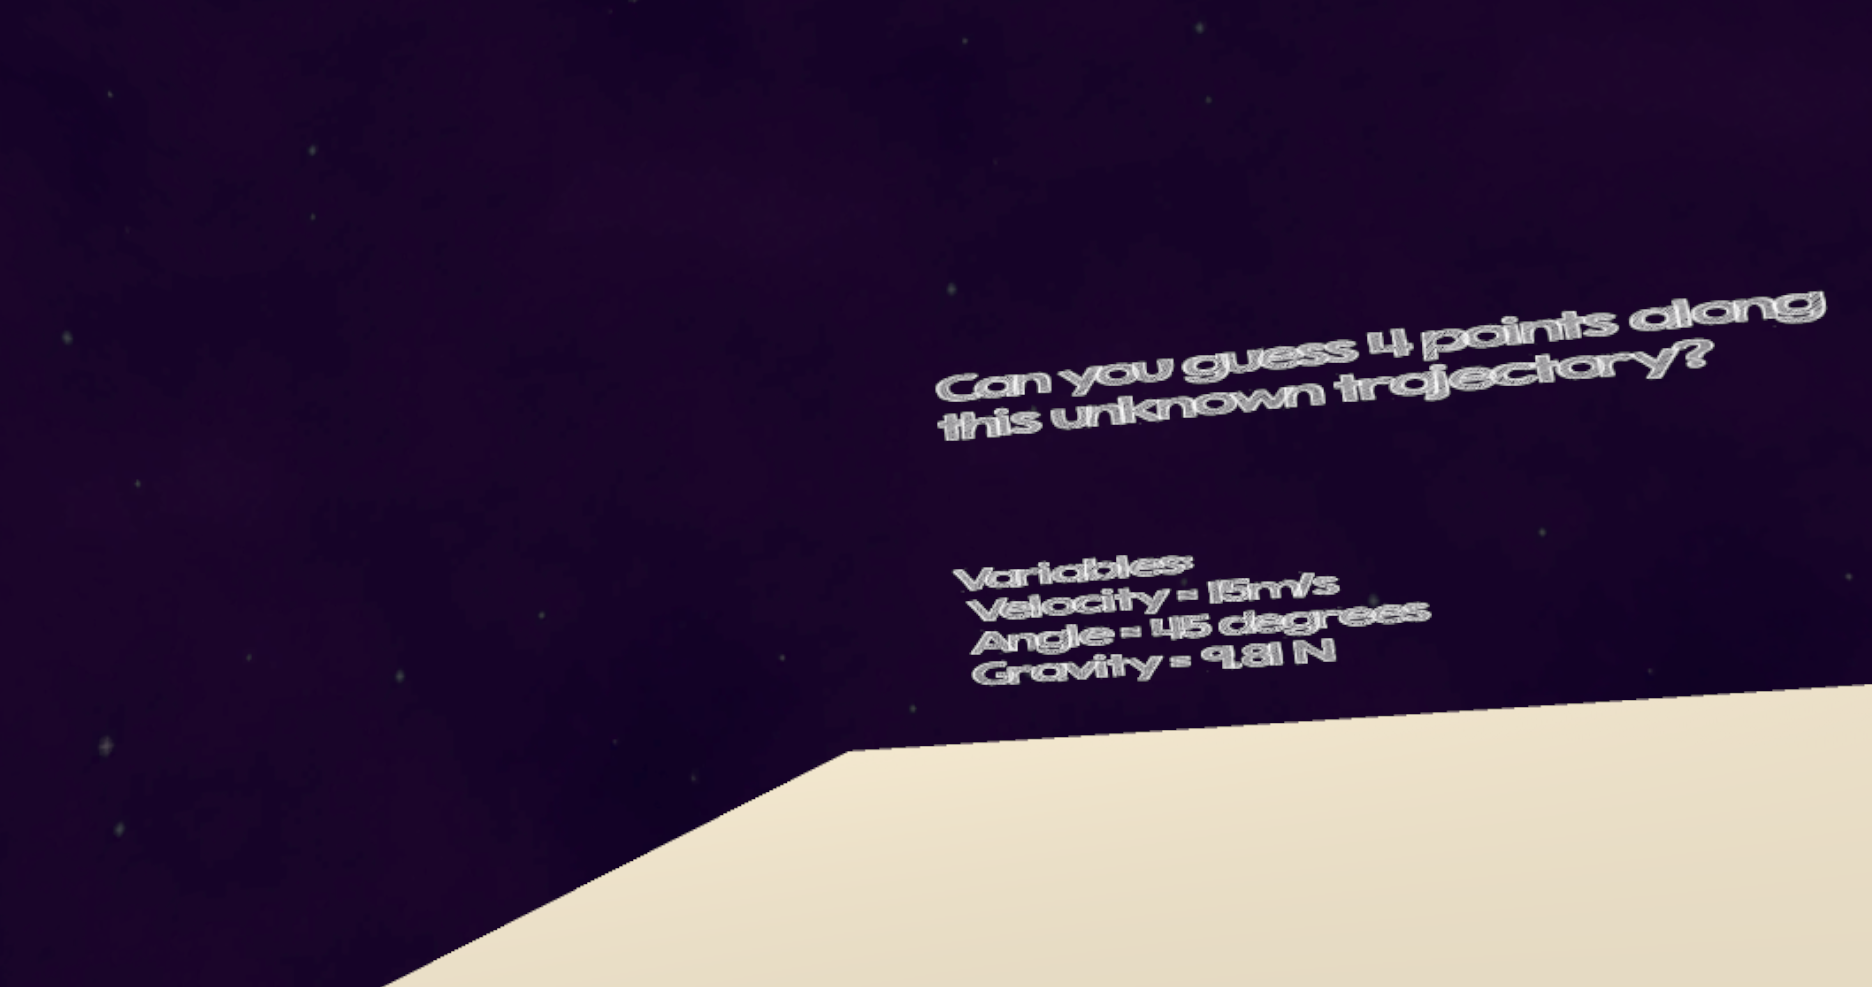 Can you guess 4 points along
this unknown trajectory?
Variables:
Velocity = 15m/s
Angle = 45 degrees
Gravity = 9.81 N